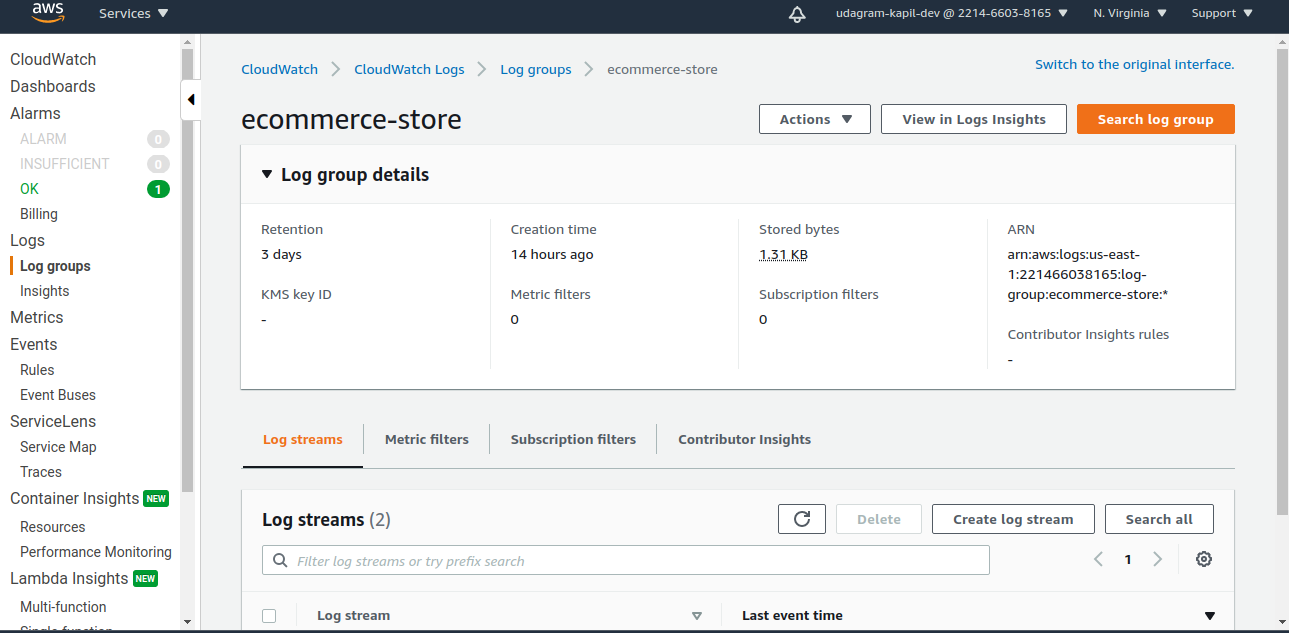 aws
Services
udagram-kapil-dev @ 2214-6603-8165
N. Virginia
Support
CloudWatch
Dashboards
Alarms
ALARM 0
INSUFFICIENT 0
OK 1
Billing
Logs
Log groups
Insights
Metrics
Events
Rules
Event Buses
ServiceLens
Service Map
Traces
Container Insights NEW
Resources
Performance Monitoring
Lambda Insights NEW
Multi-function
Single-function
CloudWatch
CloudWatch Logs
Log groups
ecommerce-store
Switch to the original interface.
ecommerce-store
Actions
View in Logs Insights
Search log group
Log group details
Retention
3 days
KMS key ID
-
Creation time
14 hours ago
Metric filters
0
Stored bytes
1.31 KB
Subscription filters
0
ARN
arn:aws:logs:us-east-
1:221466038165:log-
group:ecommerce-store:*
Contributor Insights rules
-
Log streams
Metric filters
Subscription filters
Contributor Insights
Log streams (2)
Delete
Create log stream
Search all
Filter log streams or try prefix search
1
Log stream
Last event time